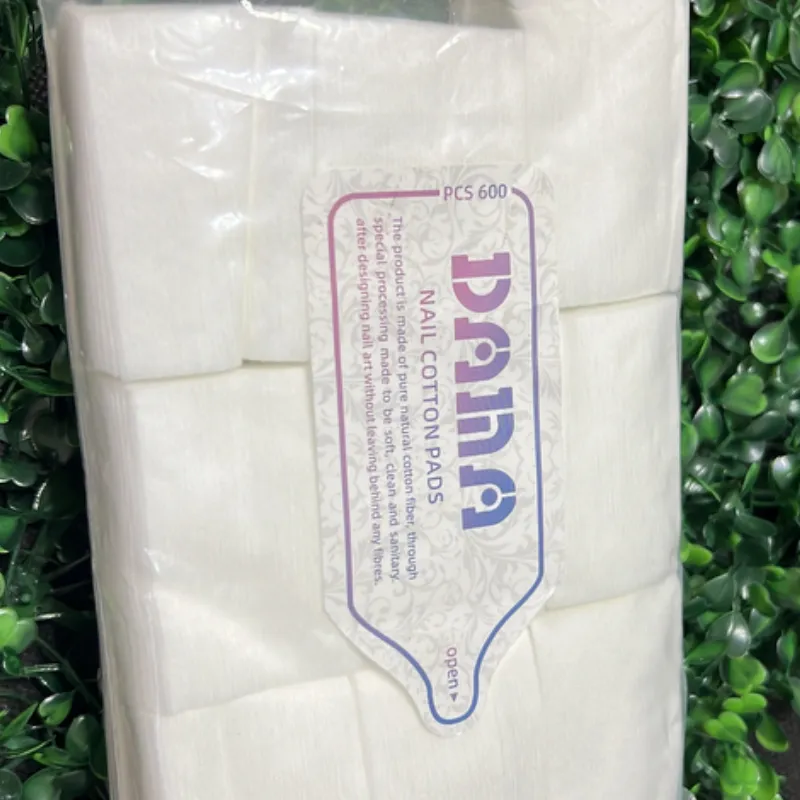 PCS 600
DANA
NAIL COTTON PADS
The product is made of pure natural cotton fiber, through
special processing made to be soft, clean and sanitary.
after designing nail art without leaving behind any fibres.
open